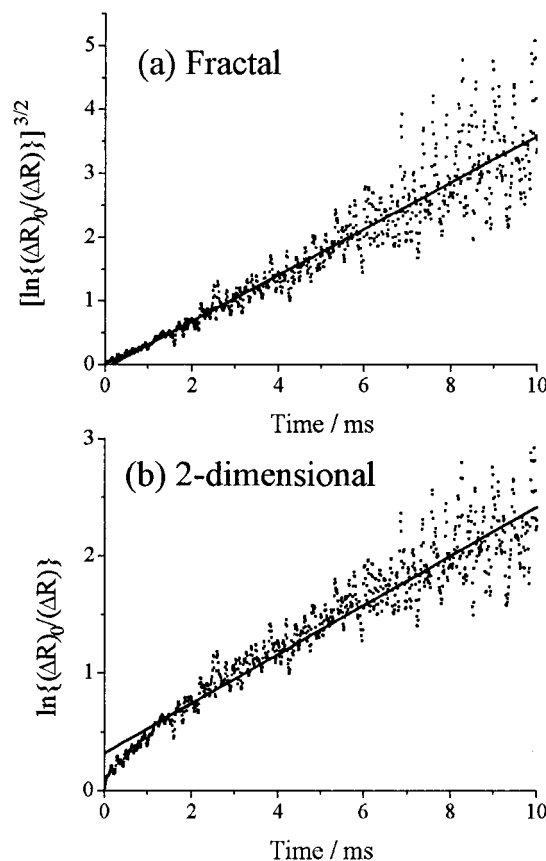 (a) Fractal
[ln{(ΔR)₀/(ΔR)}]^3/2
5
4
3
2
1
0
0 2 4 6 8 10
Time / ms
(b) 2-dimensional
ln{(ΔR)₀/(ΔR)}
3
2
1
0
0 2 4 6 8 10
Time / ms